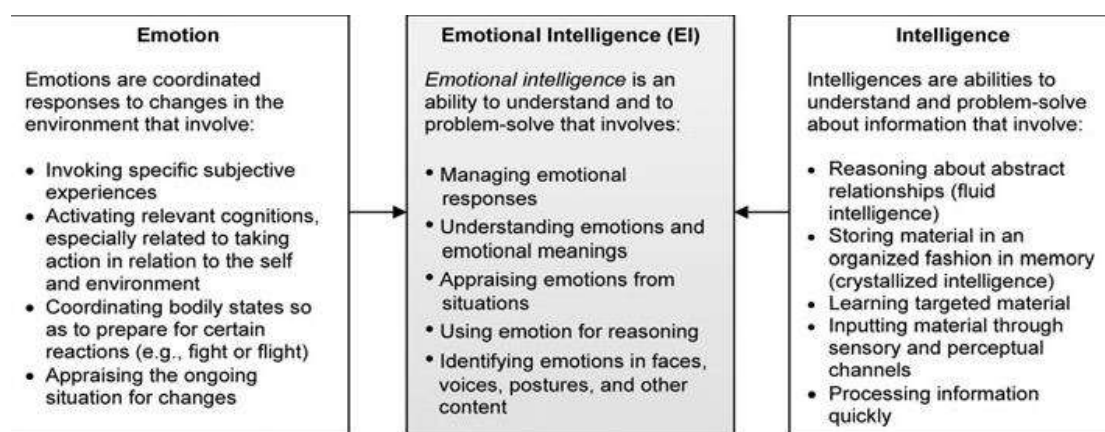 Emotion
Emotions are coordinated
responses to changes in the
environment that involve:
• Invoking specific subjective
experiences
• Activating relevant cognitions,
especially related to taking
action in relation to the self
and environment
• Coordinating bodily states so
as to prepare for certain
reactions (e.g., fight or flight)
• Appraising the ongoing
situation for changes
Emotional Intelligence (EI)
Emotional intelligence is an
ability to understand and to
problem-solve that involves:
• Managing emotional
responses
• Understanding emotions and
emotional meanings
• Appraising emotions from
situations
• Using emotion for reasoning
• Identifying emotions in faces,
voices, postures, and other
content
Intelligence
Intelligences are abilities to
understand and problem-solve
about information that involve:
• Reasoning about abstract
relationships (fluid
intelligence)
• Storing material in an
organized fashion in memory
(crystallized intelligence)
• Learning targeted material
• Inputting material through
sensory and perceptual
channels
• Processing information
quickly